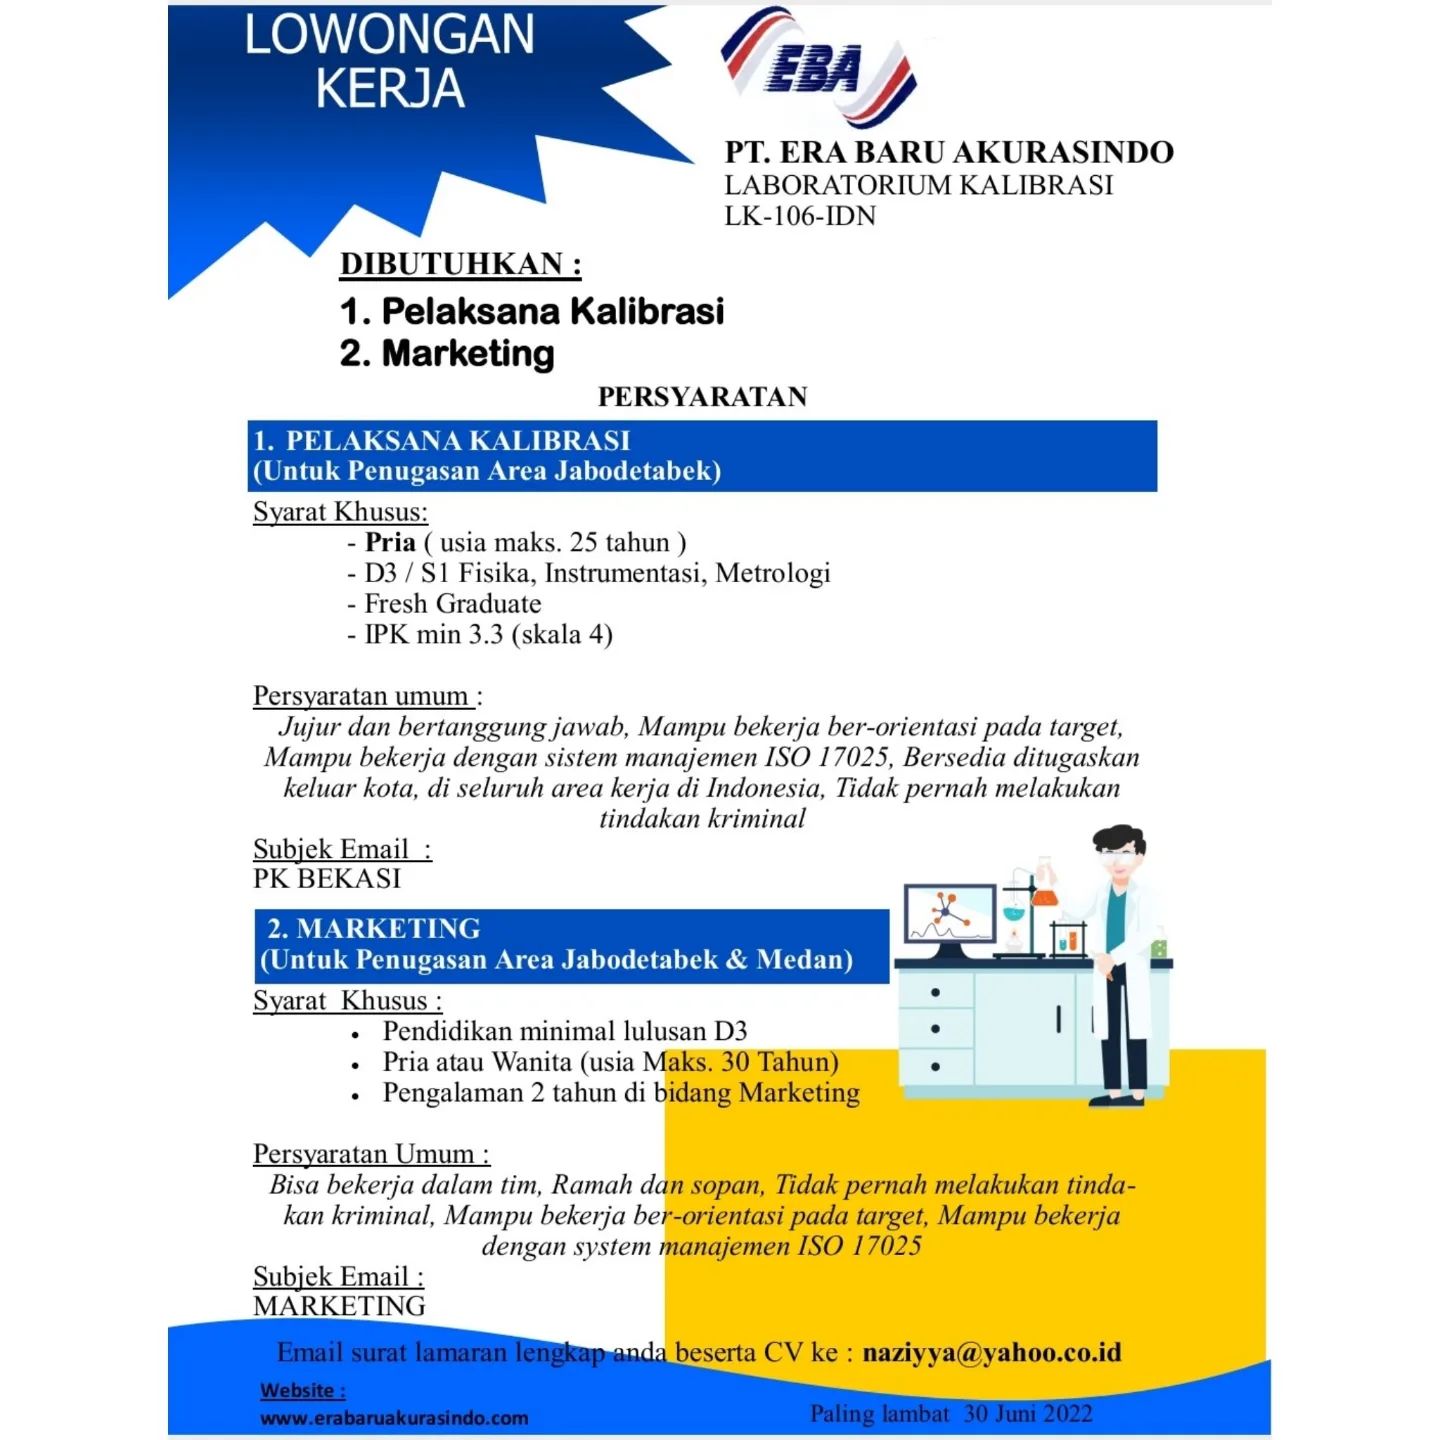 LOWONGAN
KERJA
EBA
PT. ERA BARU AKURASINDO
LABORATORIUM KALIBRASI
LK-106-IDN
DIBUTUHKAN :
1. Pelaksana Kalibrasi
2. Marketing
PERSYARATAN
1. PELAKSANA KALIBRASI
(Untuk Penugasan Area Jabodetabek)
Syarat Khusus:
- Pria ( usia maks. 25 tahun )
- D3 / S1 Fisika, Instrumentasi, Metrologi
- Fresh Graduate
- IPK min 3.3 (skala 4)
Persyaratan umum :
Jujur dan bertanggung jawab, Mampu bekerja ber-orientasi pada target,
Mampu bekerja dengan sistem manajemen ISO 17025, Bersedia ditugaskan
keluar kota, di seluruh area kerja di Indonesia, Tidak pernah melakukan
tindakan kriminal
Subjek Email :
PK BEKASI
2. MARKETING
(Untuk Penugasan Area Jabodetabek & Medan)
Syarat Khusus :
• Pendidikan minimal lulusan D3
• Pria atau Wanita (usia Maks. 30 Tahun)
• Pengalaman 2 tahun di bidang Marketing
Persyaratan Umum :
Bisa bekerja dalam tim, Ramah dan sopan, Tidak pernah melakukan tinda-
kan kriminal, Mampu bekerja ber-orientasi pada target, Mampu bekerja
dengan system manajemen ISO 17025
Subjek Email :
MARKETING
Email surat lamaran lengkap anda beserta CV ke : naziyya@yahoo.co.id
Website :
www.erabaruakurasindo.com
Paling lambat 30 Juni 2022